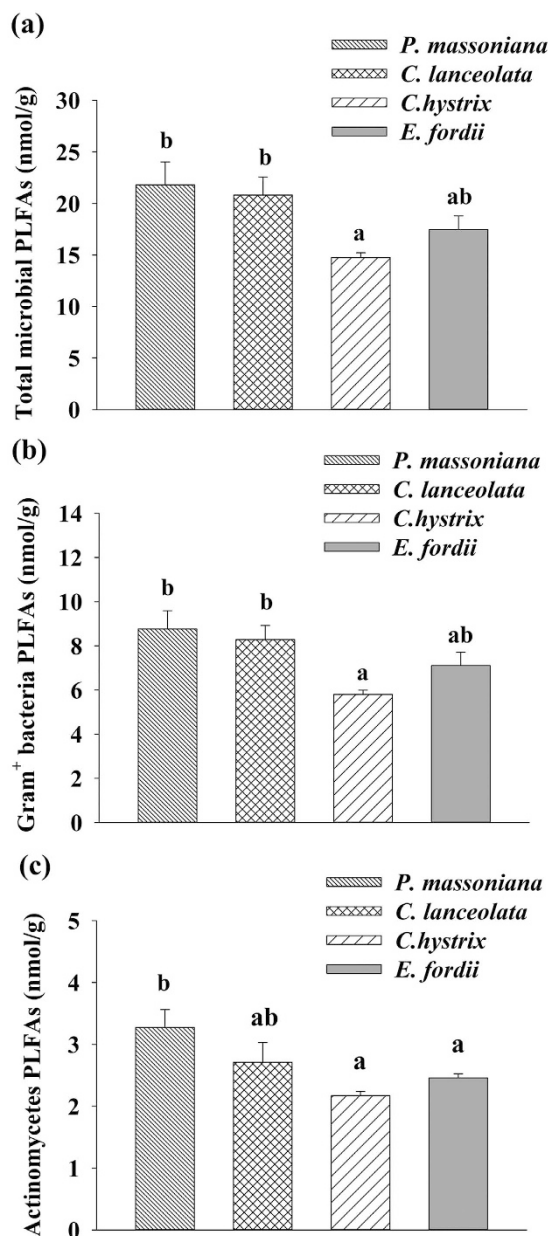 (a)
P. massoniana
C. lanceolata
C.hystrix
E. fordii
Total microbial PLFAs (nmol/g)
30
25
20
15
10
5
0
b
b
a
ab
(b)
P. massoniana
C. lanceolata
C.hystrix
E. fordii
Gram⁺ bacteria PLFAs (nmol/g)
14
12
10
8
6
4
2
0
b
b
a
ab
(c)
P. massoniana
C. lanceolata
C.hystrix
E. fordii
Actinomycetes PLFAs (nmol/g)
5
4
3
2
1
0
b
ab
a
a